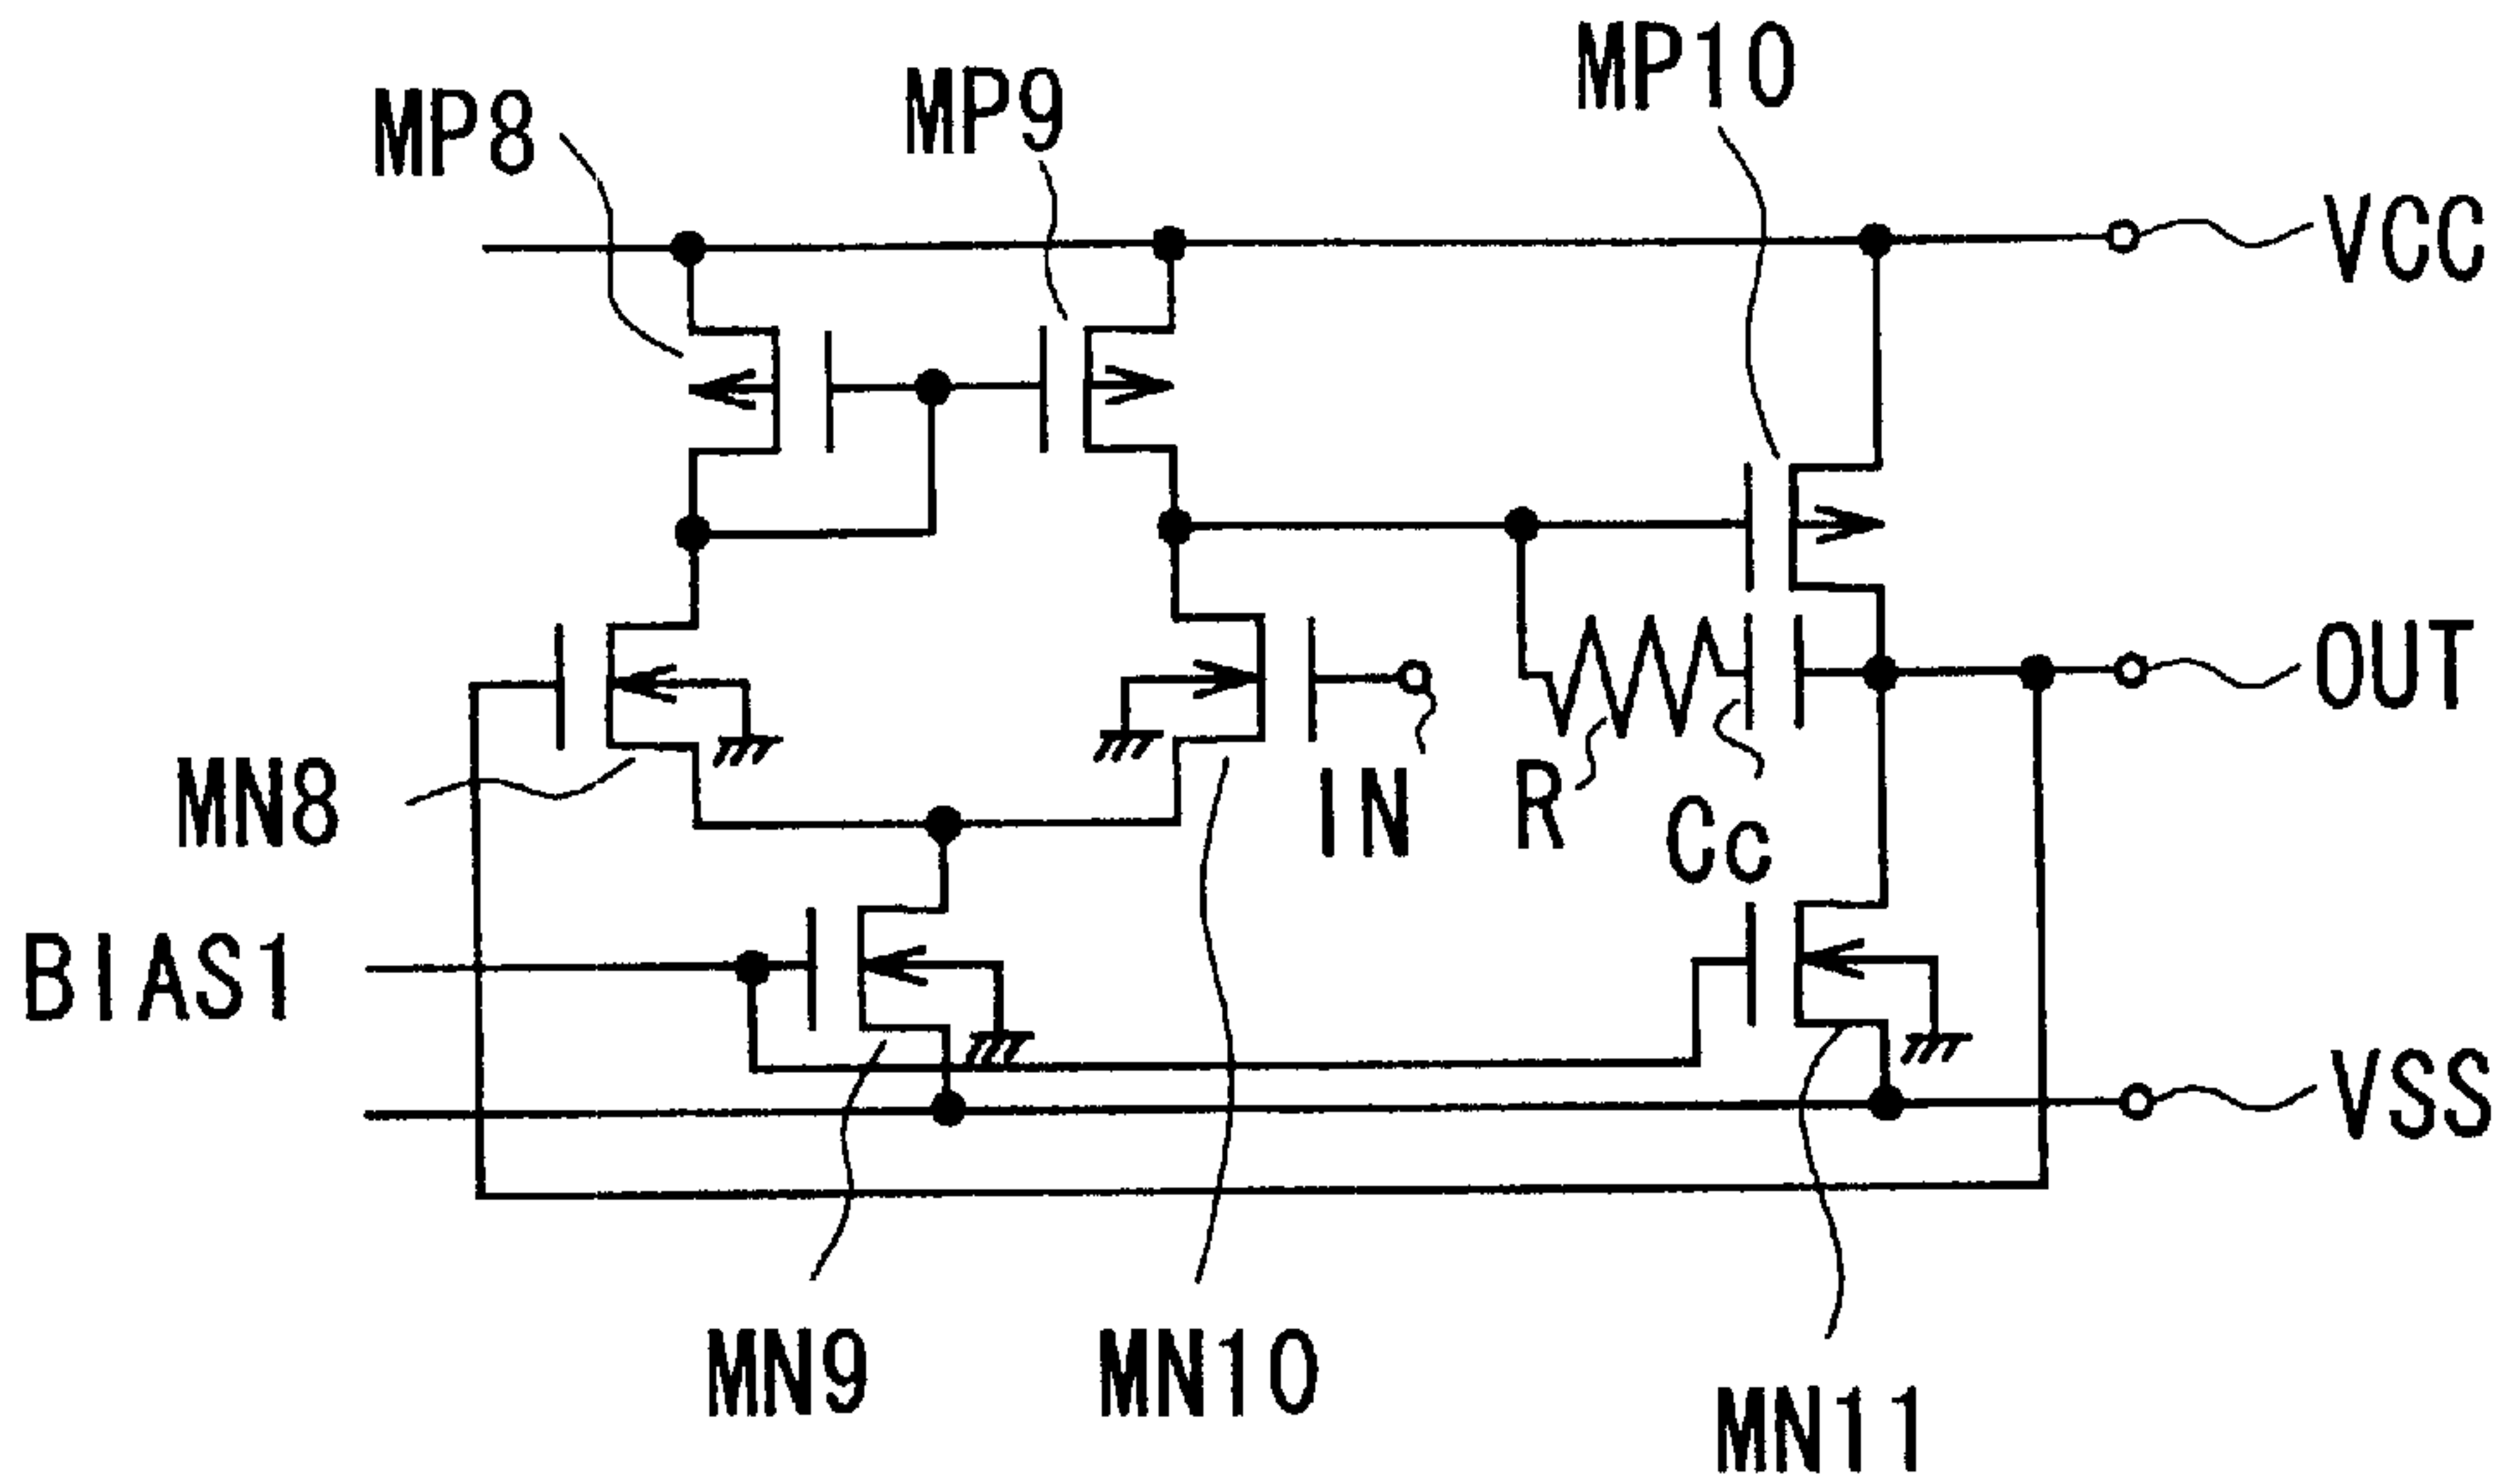 MP10
MP9
MP8
VCC
OUT
MN8
IN
R
Cc
BIAS1
VSS
MN9
MN10
MN11